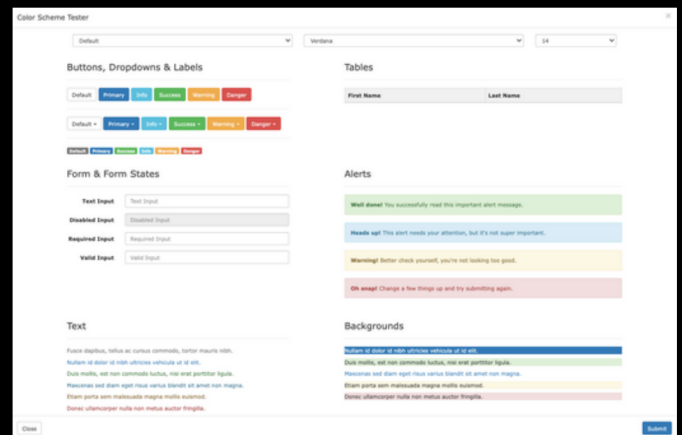 Color Scheme Tester
×
Default Verdana 14
Buttons, Dropdowns & Labels
Default Primary Info Success Warning Danger
Default Primary Info Success Warning Danger
Default Primary Success Info Warning Danger
Tables
First Name Last Name
Form & Form States
Text Input Text Input
Disabled Input Disabled Input
Required Input Required Input
Valid Input Valid Input
Alerts
Well done! You successfully read this important alert message.
Heads up! This alert needs your attention, but it's not super important.
Warning! Better check yourself, you're not looking too good.
Oh snap! Change a few things up and try submitting again.
Text
Fusce dapibus, tellus ac cursus commodo, tortor mauris nibh.
Nullam id dolor id nibh ultricies vehicula ut id elit.
Duis mollis, est non commodo luctus, nisi erat porttitor ligula.
Maecenas sed diam eget risus varius blandit sit amet non magna.
Etiam porta sem malesuada magna mollis euismod.
Donec ullamcorper nulla non metus auctor fringilla.
Backgrounds
Nullam id dolor id nibh ultricies vehicula ut id elit.
Duis mollis, est non commodo luctus, nisi erat porttitor ligula.
Maecenas sed diam eget risus varius blandit sit amet non magna.
Etiam porta sem malesuada magna mollis euismod.
Donec ullamcorper nulla non metus auctor fringilla.
Close Submit